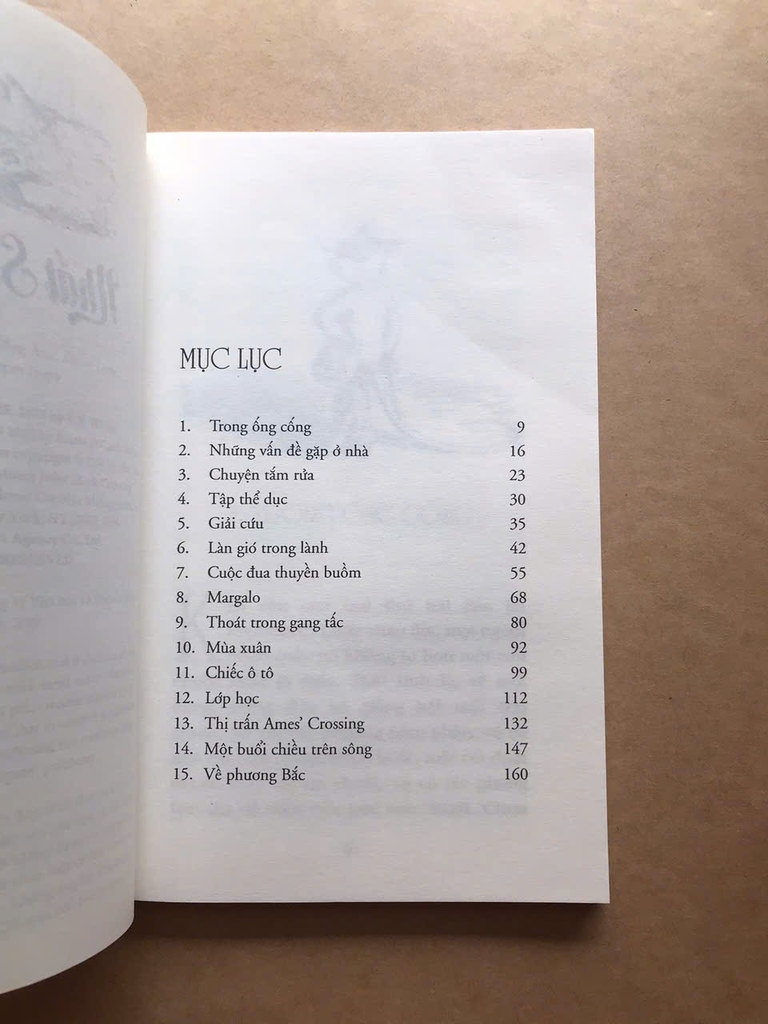 MỤC LỤC
1. Trong ống cống 9
2. Những vấn đề gặp ở nhà 16
3. Chuyện tắm rửa 23
4. Tập thể dục 30
5. Giải cứu 35
6. Làn gió trong lành 42
7. Cuộc đua thuyền buồm 55
8. Margalo 68
9. Thoát trong gang tấc 80
10. Mùa xuân 92
11. Chiếc ô tô 99
12. Lớp học 112
13. Thị trấn Ames’ Crossing 132
14. Một buổi chiều trên sông 147
15. Về phương Bắc 160